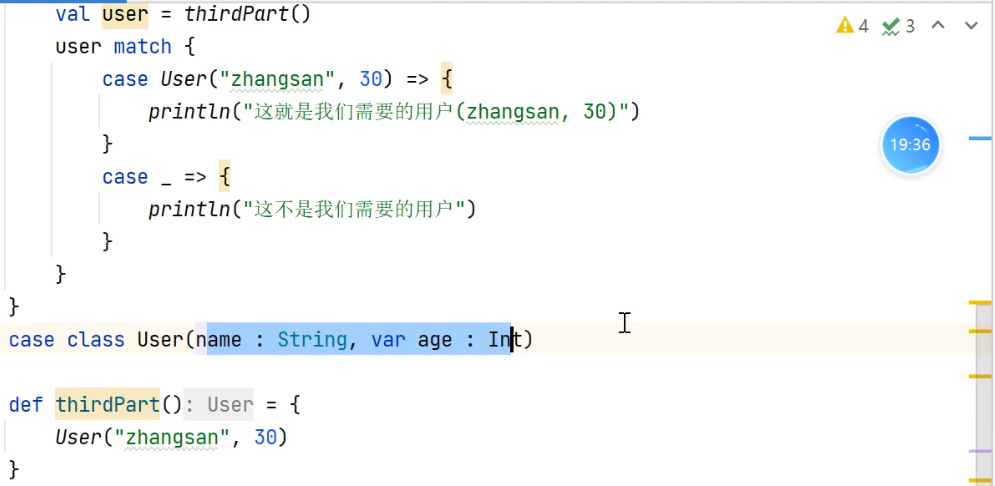 val user = thirdPart()
4 3
user match {
case User("zhangsan", 30) => {
println("这就是我们需要的用户(zhangsan, 30)")
}
19:36
case _ => {
println("这不是我们需要的用户")
}
}
}
case class User(name : String, var age : Int)
def thirdPart(): User = {
User("zhangsan", 30)
}